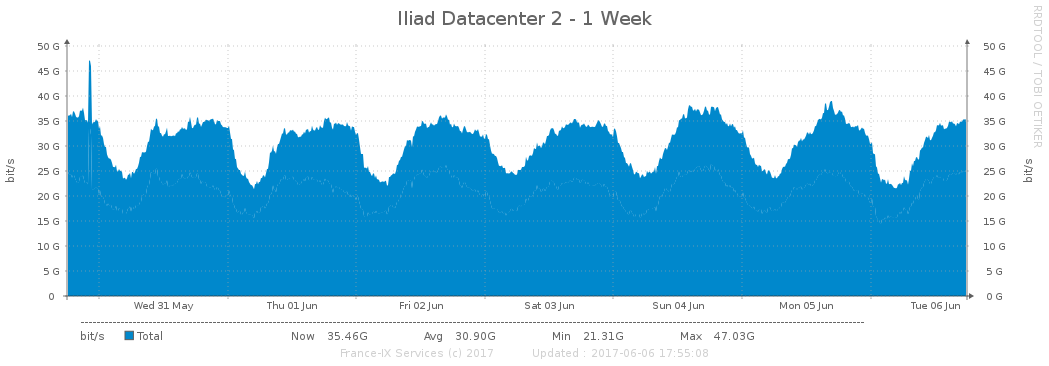 Iliad Datacenter 2 - 1 Week
RRDTOOL / TOBI OETIKER
50 G 50 G
45 G 45 G
40 G 40 G
35 G 35 G
30 G 30 G
25 G 25 G
20 G 20 G
15 G 15 G
10 G 10 G
5 G 5 G
0 0 G
bit/s bit/s
Wed 31 May Thu 01 Jun Fri 02 Jun Sat 03 Jun Sun 04 Jun Mon 05 Jun Tue 06 Jun
bit/s Total Now 35.46G Avg 30.90G Min 21.31G Max 47.03G
France-IX Services (c) 2017 Updated : 2017-06-06 17:55:08